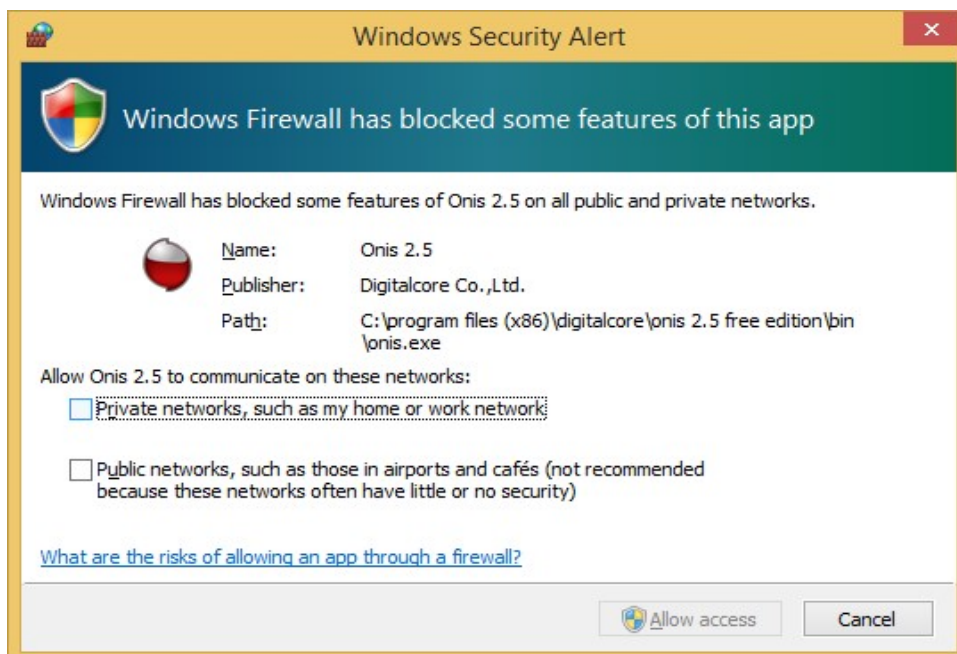 Windows Security Alert
Windows Firewall has blocked some features of this app
Windows Firewall has blocked some features of Onis 2.5 on all public and private networks.
Name: Onis 2.5
Publisher: Digitalcore Co.,Ltd.
Path: C:\program files (x86)\digitalcore\onis 2.5 free edition\bin
\onis.exe
Allow Onis 2.5 to communicate on these networks:
Private networks, such as my home or work network
Public networks, such as those in airports and cafés (not recommended
because these networks often have little or no security)
What are the risks of allowing an app through a firewall?
Allow access Cancel